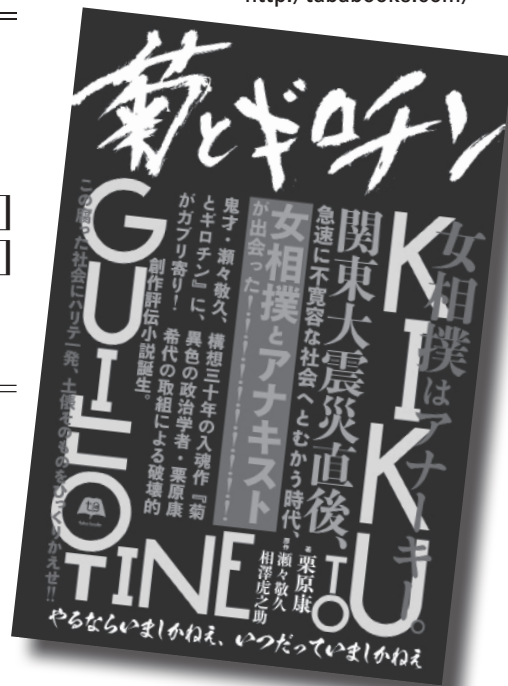 http://tababooks.com/
菊とギロチン
女相撲はアナーキー。
KIKU
関東大震災直後、
急速に不寛容な社会へとむかう時代、
女相撲とアナキスト
が出会った!!!!!!!!!!!!
鬼才・瀬々敬久、構想三十年の入魂作『菊
とギロチン』に、異色の政治学者・栗原康
がガブリ寄り! 希代の取組による破壊的
創作評伝小説誕生。
TO
著 栗原康
原作 瀬々敬久
相澤虎之助
GUILLOTINE
この腐った社会にハリテ一発、土俵そのものをひっくりかえせ!!
taba books
やるならいましかねえ、いつだっていましかねえ